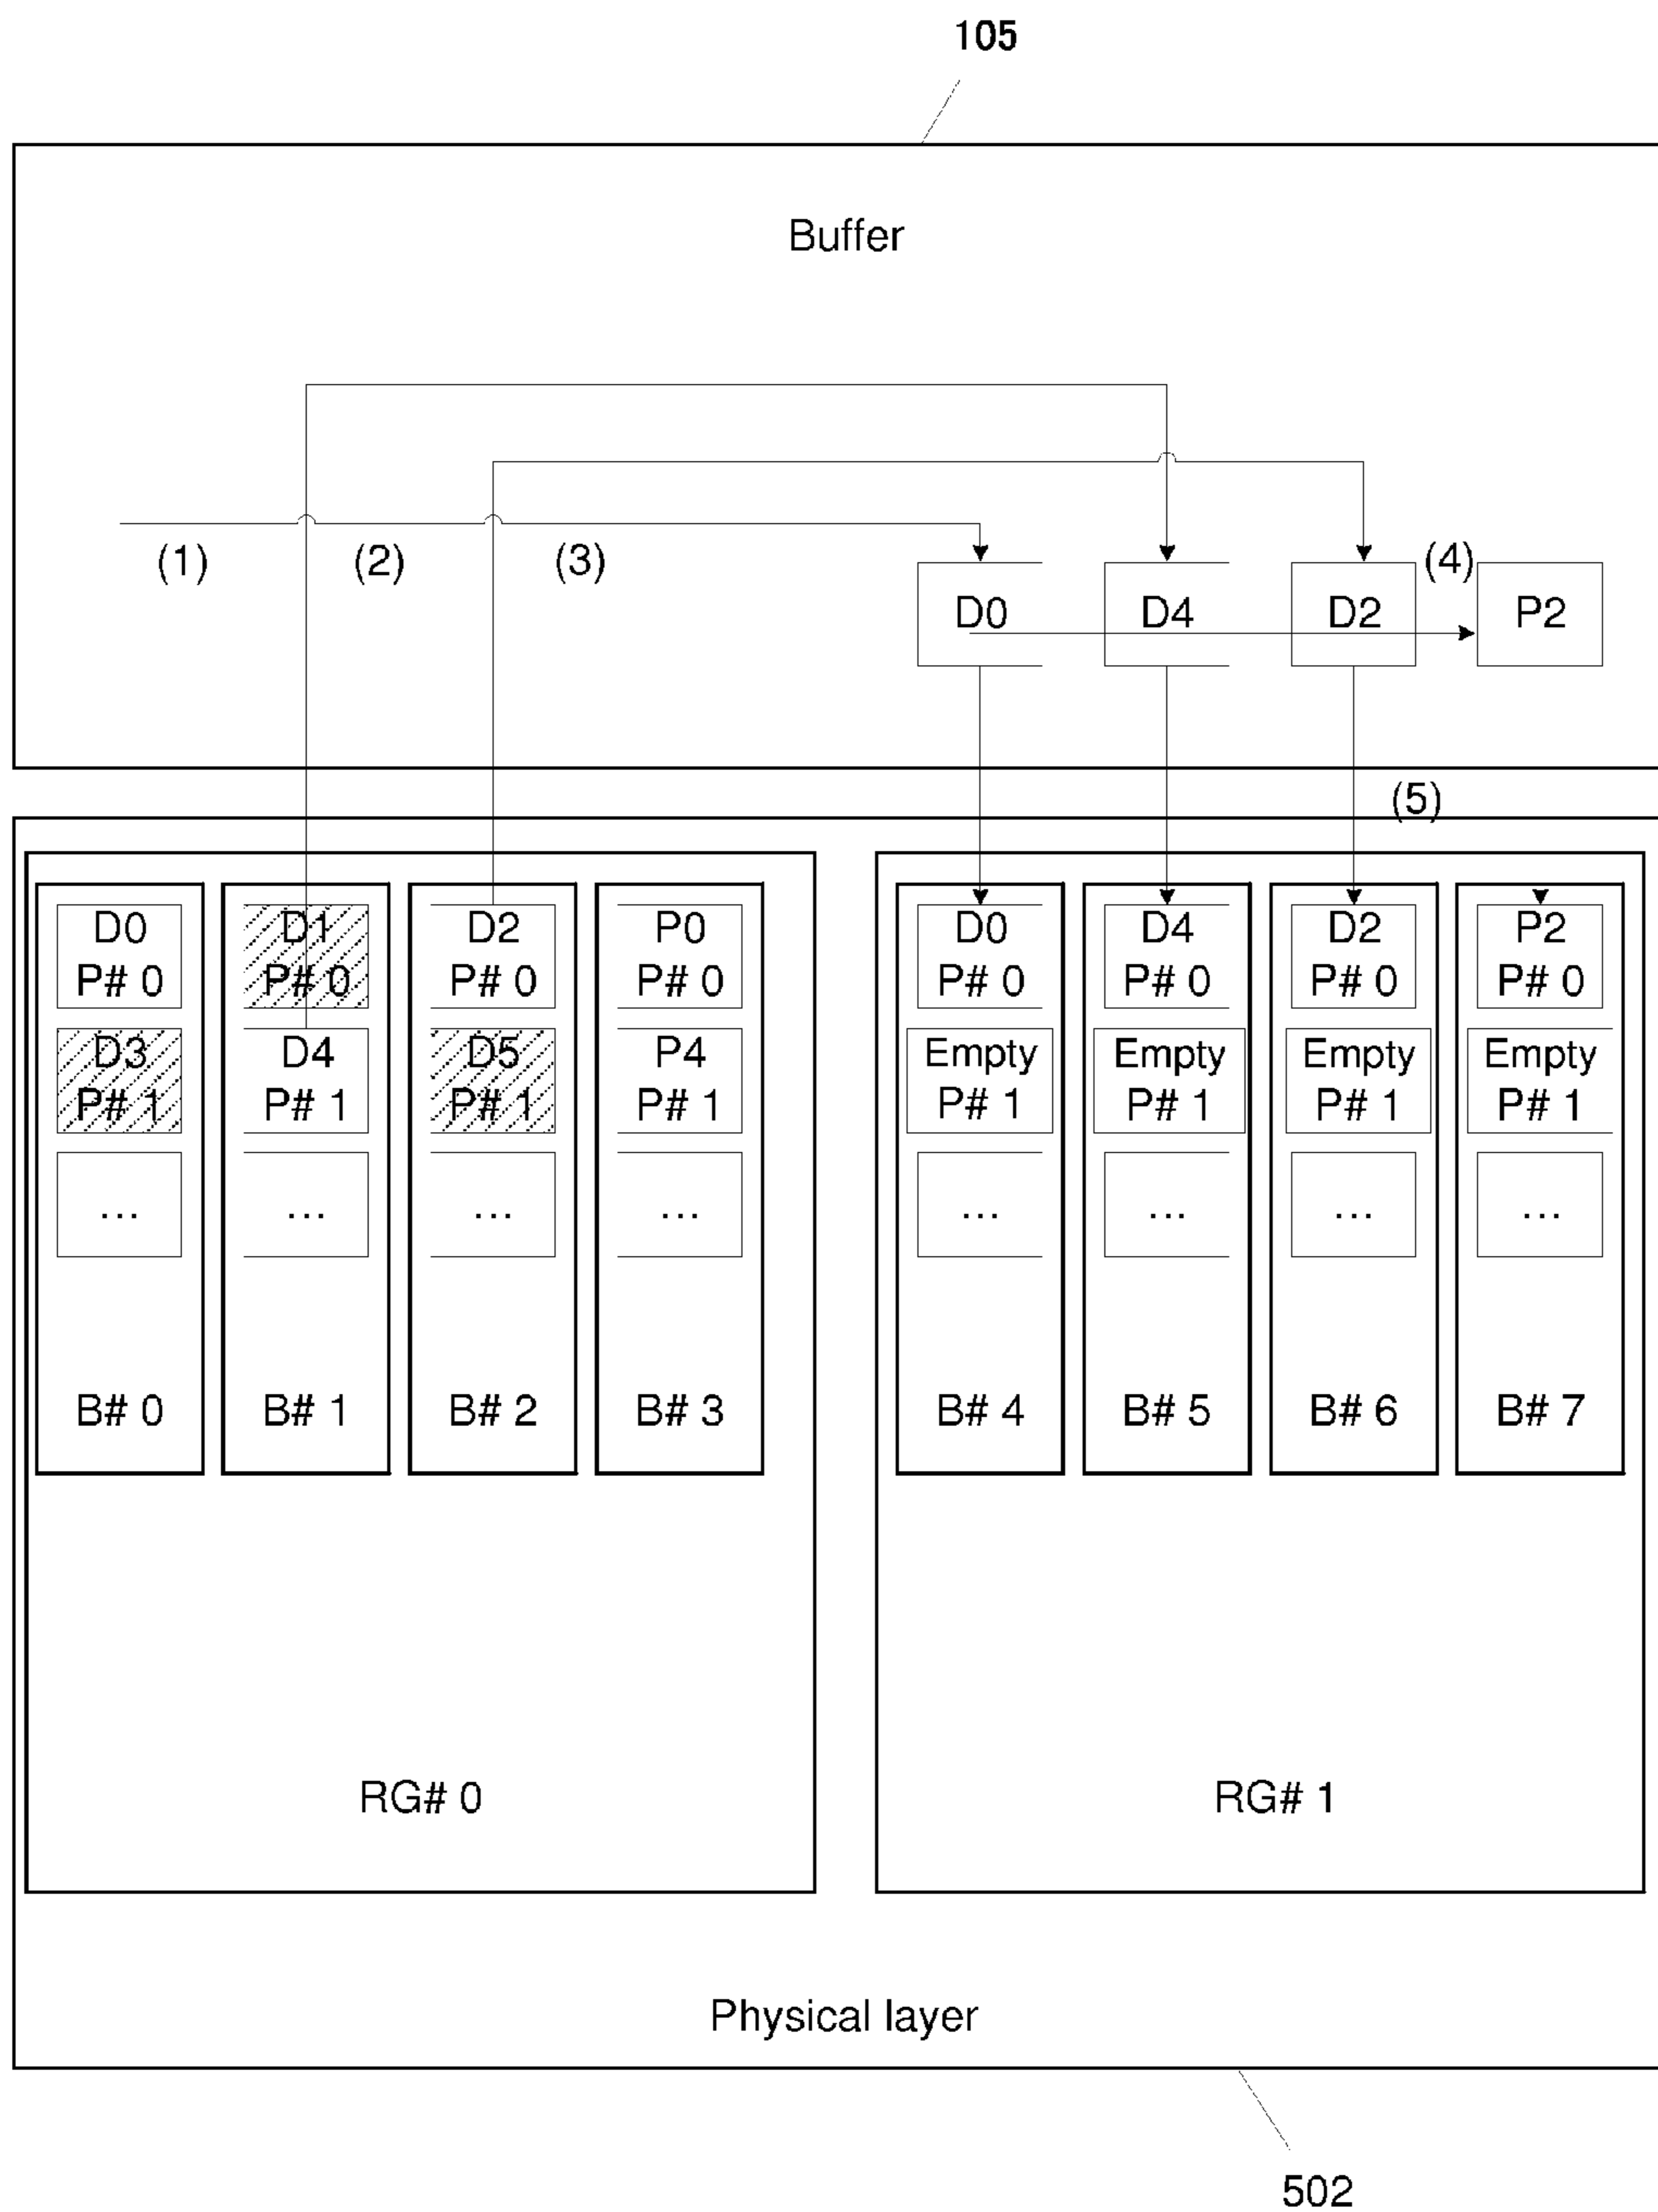 105
Buffer
(1) (2) (3) (4)
D0 D4 D2 P2
(5)
D0 D1 D2 P0 D0 D4 D2 P2
P# 0 P# 0 P# 0 P# 0 P# 0 P# 0 P# 0 P# 0
D3 D4 D5 P4 Empty Empty Empty Empty
P# 1 P# 1 P# 1 P# 1 P# 1 P# 1 P# 1 P# 1
... ... ... ... ... ... ... ...
B# 0 B# 1 B# 2 B# 3 B# 4 B# 5 B# 6 B# 7
RG# 0 RG# 1
Physical layer
502